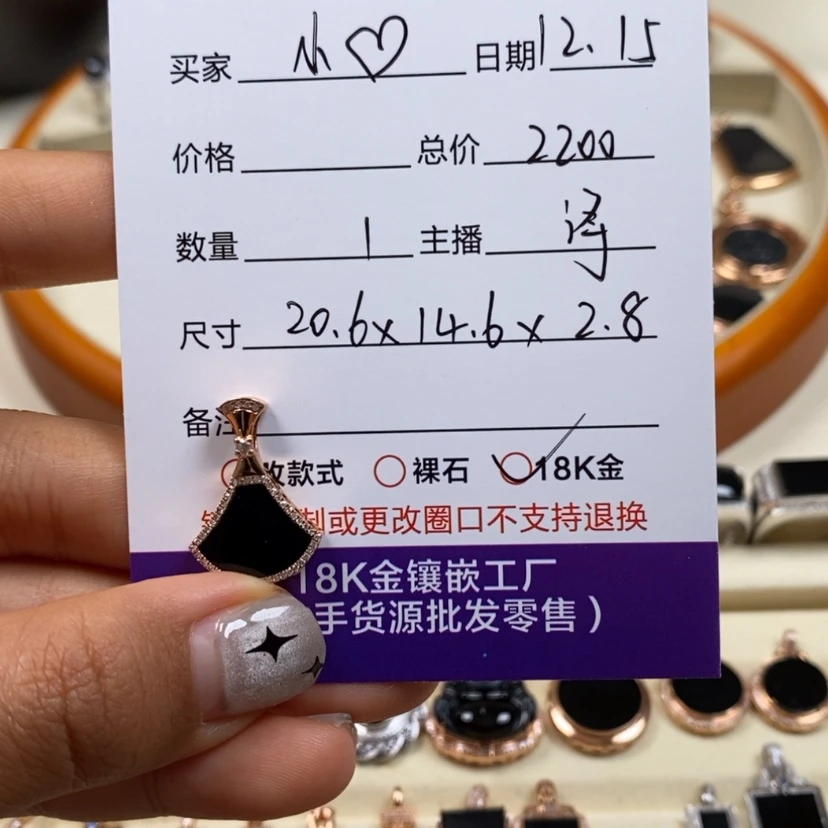 买家 小♡ 日期 12.15
价格 总价 2200
数量 1 主播
尺寸 20.6x14.6x2.8
备注
改款式 裸石 18K金
制或更改圈口不支持退换
18K金镶嵌工厂
手货源批发零售）